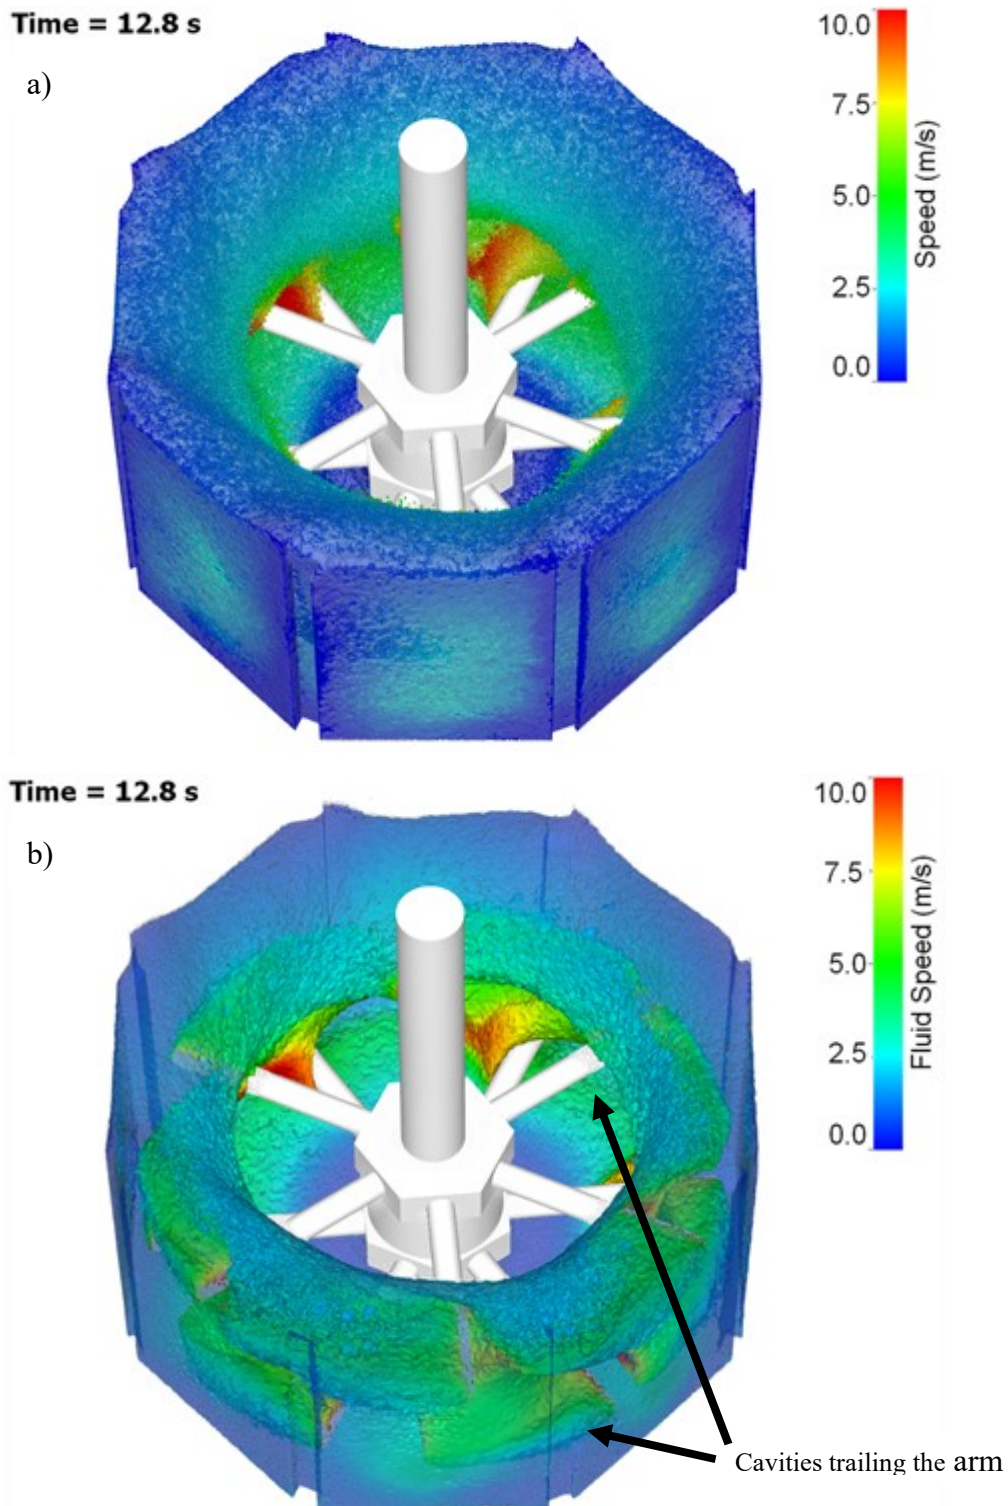 Time = 12.8 s
a)
10.0
7.5
5.0
2.5
0.0
Speed (m/s)
Time = 12.8 s
b)
10.0
7.5
5.0
2.5
0.0
Fluid Speed (m/s)
Cavities trailing the arm